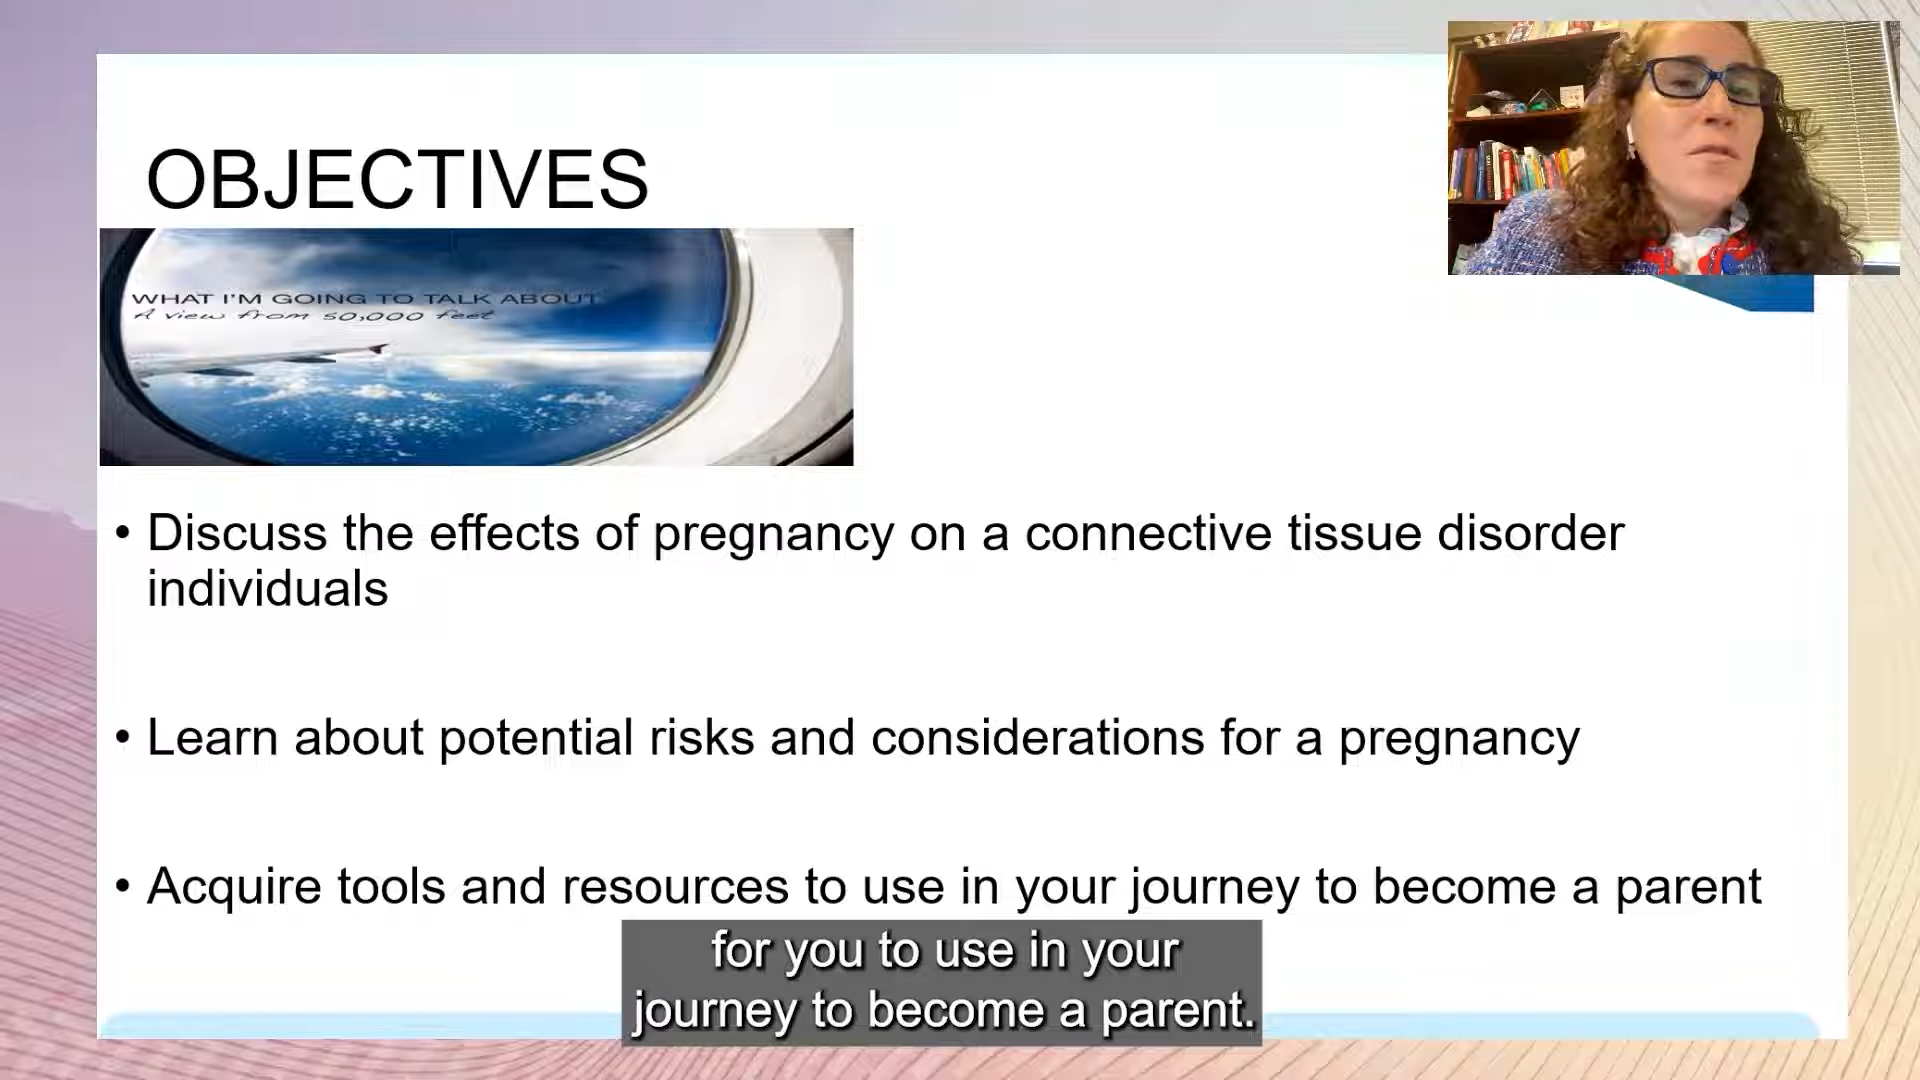 OBJECTIVES
WHAT I'M GOING TO TALK ABOUT
A view from 50,000 feet
• Discuss the effects of pregnancy on a connective tissue disorder
individuals
• Learn about potential risks and considerations for a pregnancy
• Acquire tools and resources to use in your journey to become a parent
for you to use in your
journey to become a parent.